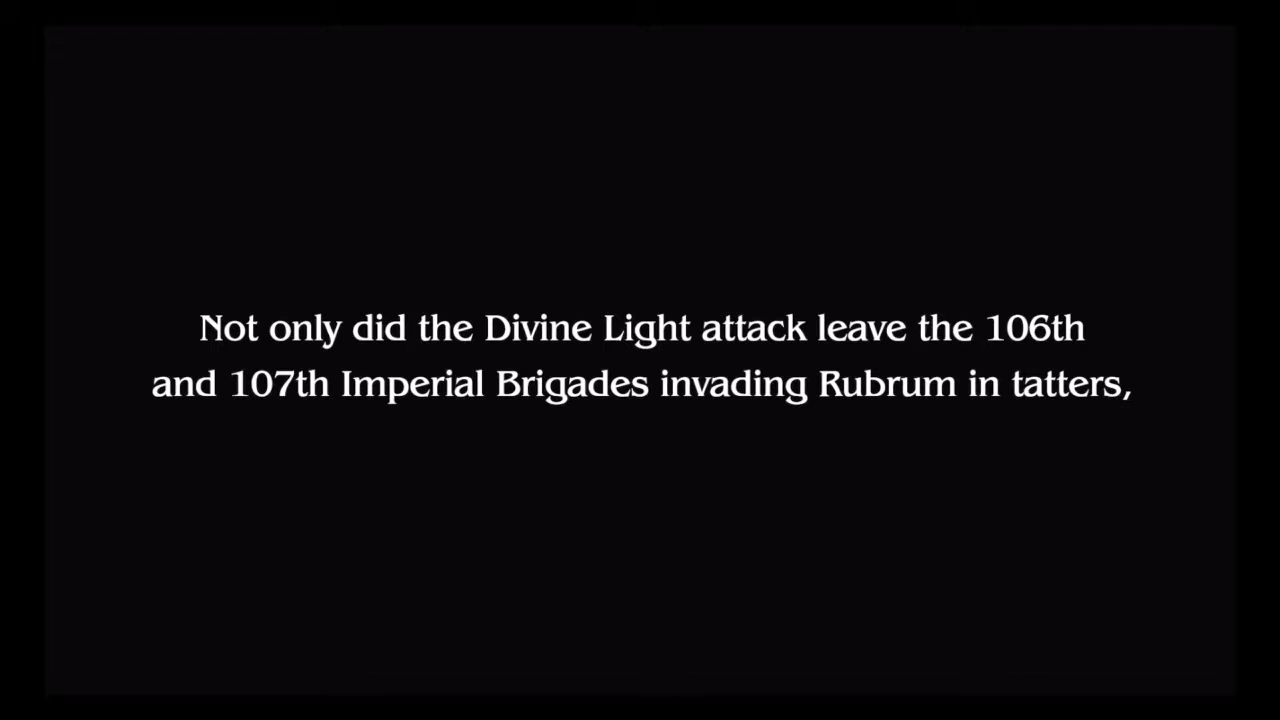 Not only did the Divine Light attack leave the 106th
and 107th Imperial Brigades invading Rubrum in tatters,